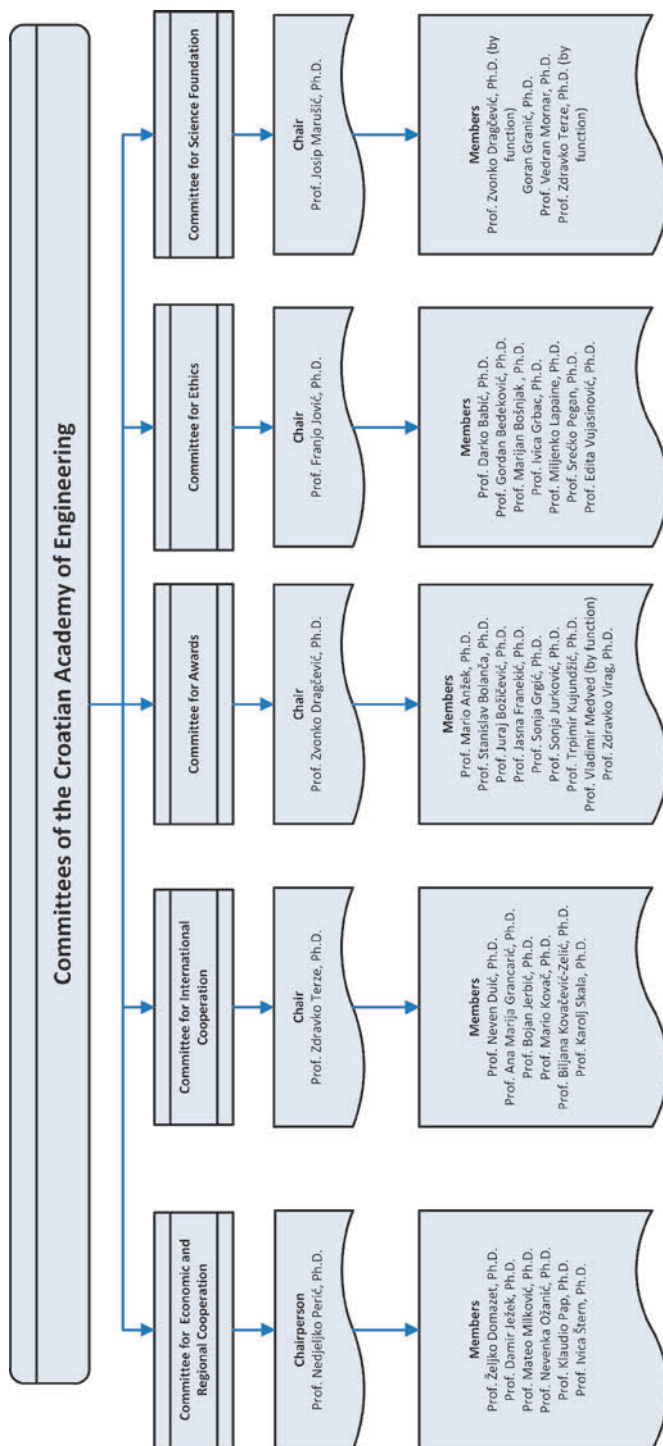 Committees of the Croatian Academy of Engineering
Committee for Economic and
Regional Cooperation
Chairperson
Prof. Nedjeljko Perić, Ph.D.
Members
Prof. Željko Domazet, Ph.D.
Prof. Damir Ježek, Ph.D.
Prof. Mateo Milković, Ph.D.
Prof. Nevenka Ožanić, Ph.D.
Prof. Klaudio Pap, Ph.D.
Prof. Ivica Štern, Ph.D.
Committee for International
Cooperation
Chair
Prof. Zdravko Terze, Ph.D.
Members
Prof. Neven Duić, Ph.D.
Prof. Ana Marija Grancarić, Ph.D.
Prof. Bojan Jerbić, Ph.D.
Prof. Mario Kovač, Ph.D.
Prof. Biljana Kovačević-Zelić, Ph.D.
Prof. Karolj Skala, Ph.D.
Committee for Awards
Chair
Prof. Zvonko Dragčević, Ph.D.
Members
Prof. Mario Anžek, Ph.D.
Prof. Stanislav Bolanča, Ph.D.
Prof. Juraj Božičević, Ph.D.
Prof. Jasna Franekić, Ph.D.
Prof. Sonja Grgić, Ph.D.
Prof. Sonja Jurković, Ph.D.
Prof. Trpimir Kujundžić, Ph.D.
Prof. Vladimir Medved (by function)
Prof. Zdravko Virag, Ph.D.
Committee for Ethics
Chair
Prof. Franjo Jović, Ph.D.
Members
Prof. Darko Babić, Ph.D.
Prof. Gordan Bedeković, Ph.D.
Prof. Marijan Bošnjak , Ph.D.
Prof. Ivica Grbac, Ph.D.
Prof. Miljenko Lapaine, Ph.D.
Prof. Srećko Pegan, Ph.D.
Prof. Edita Vujasinović, Ph.D.
Committee for Science Foundation
Chair
Prof. Josip Marušić, Ph.D.
Members
Prof. Zvonko Dragčević, Ph.D. (by
function)
Goran Granić, Ph.D.
Prof. Vedran Mornar, Ph.D.
Prof. Zdravko Terze, Ph.D. (by
function)